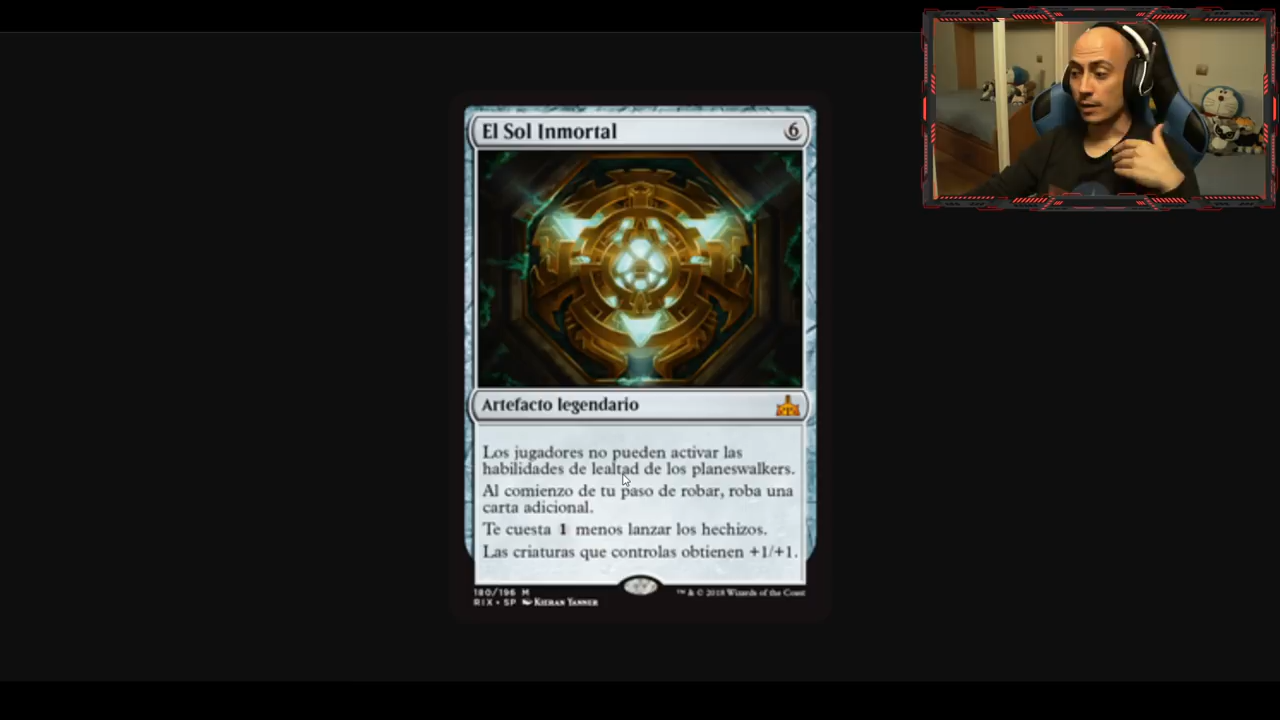 El Sol Inmortal 6
Artefacto legendario
Los jugadores no pueden activar las
habilidades de lealtad de los planeswalkers.
Al comienzo de tu paso de robar, roba una
carta adicional.
Te cuesta 1 menos lanzar los hechizos.
Las criaturas que controlas obtienen +1/+1.
180/196 M
RIX • SP Kieran Yanner
™ & © 2018 Wizards of the Coast